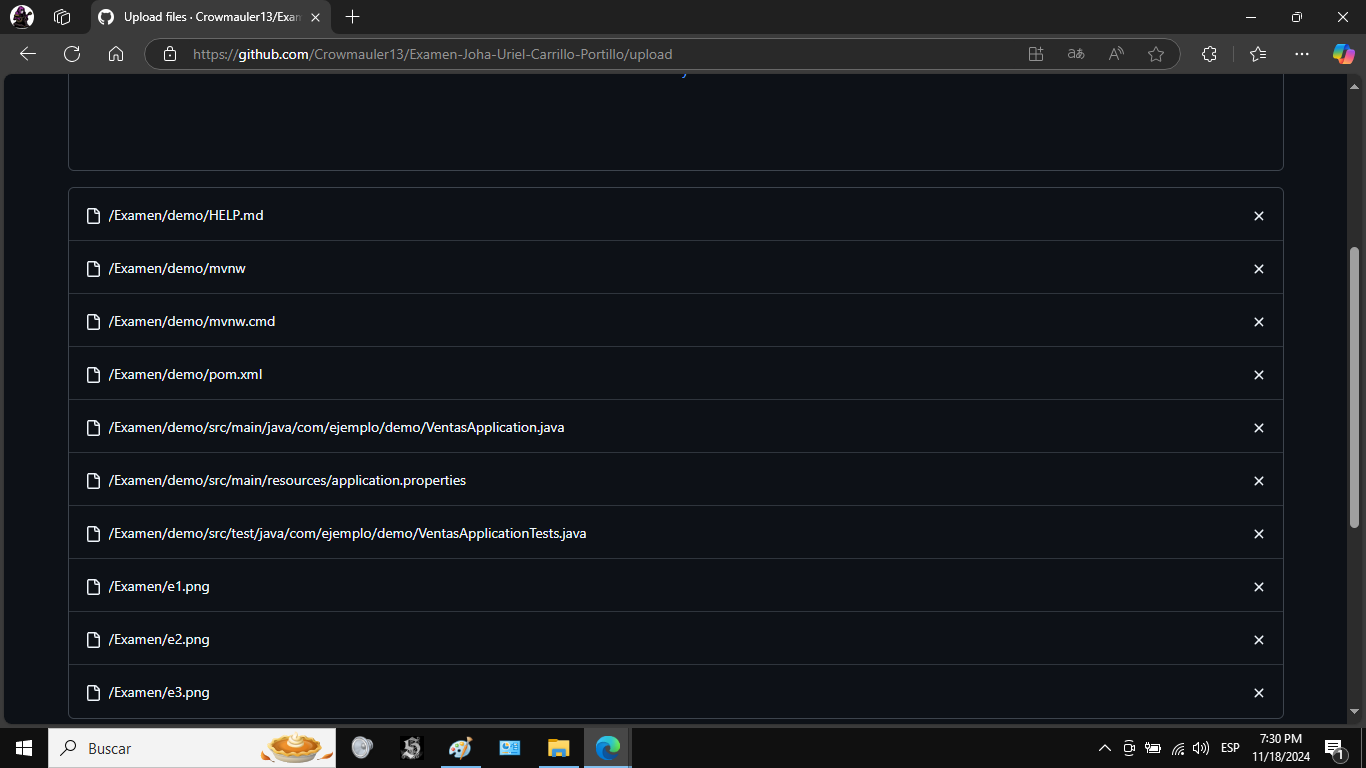 Upload files · Crowmauler13/Exam
https://github.com/Crowmauler13/Examen-Joha-Uriel-Carrillo-Portillo/upload
/Examen/demo/HELP.md
/Examen/demo/mvnw
/Examen/demo/mvnw.cmd
/Examen/demo/pom.xml
/Examen/demo/src/main/java/com/ejemplo/demo/VentasApplication.java
/Examen/demo/src/main/resources/application.properties
/Examen/demo/src/test/java/com/ejemplo/demo/VentasApplicationTests.java
/Examen/e1.png
/Examen/e2.png
/Examen/e3.png
Buscar
ESP
7:30 PM
11/18/2024
1